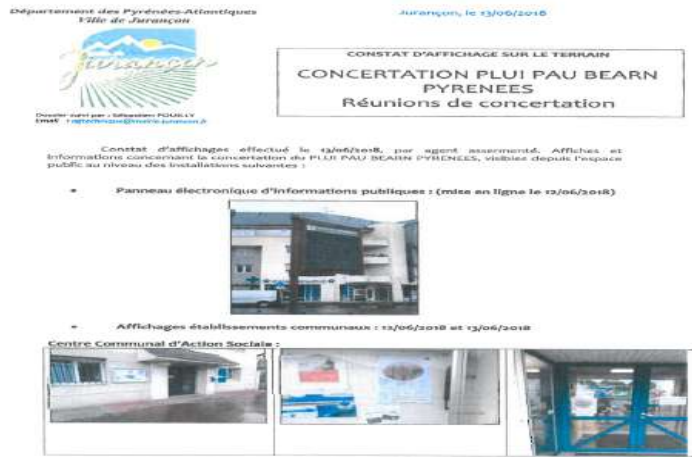 Département des Pyrénées-Atlantiques
Ville de Jurançon
Jurançon, le 13/06/2018
Jurançon
CONSTAT D'AFFICHAGE SUR LE TERRAIN
CONCERTATION PLUI PAU BEARN
PYRENEES
Réunions de concertation
Dossier suivi par : Sébastien POUILLY
Email :
Constat d'affichages effectué le 13/06/2018, par agent assermenté. Affiches et
informations concernant la concertation du PLUI PAU BEARN PYRENEES, visibles depuis l'espace
public au niveau des installations suivantes :
• Panneau électronique d'informations publiques : (mise en ligne le 12/06/2018)
• Affichages établissements communaux : 12/06/2018 et 13/06/2018
Centre Communal d'Action Sociale :